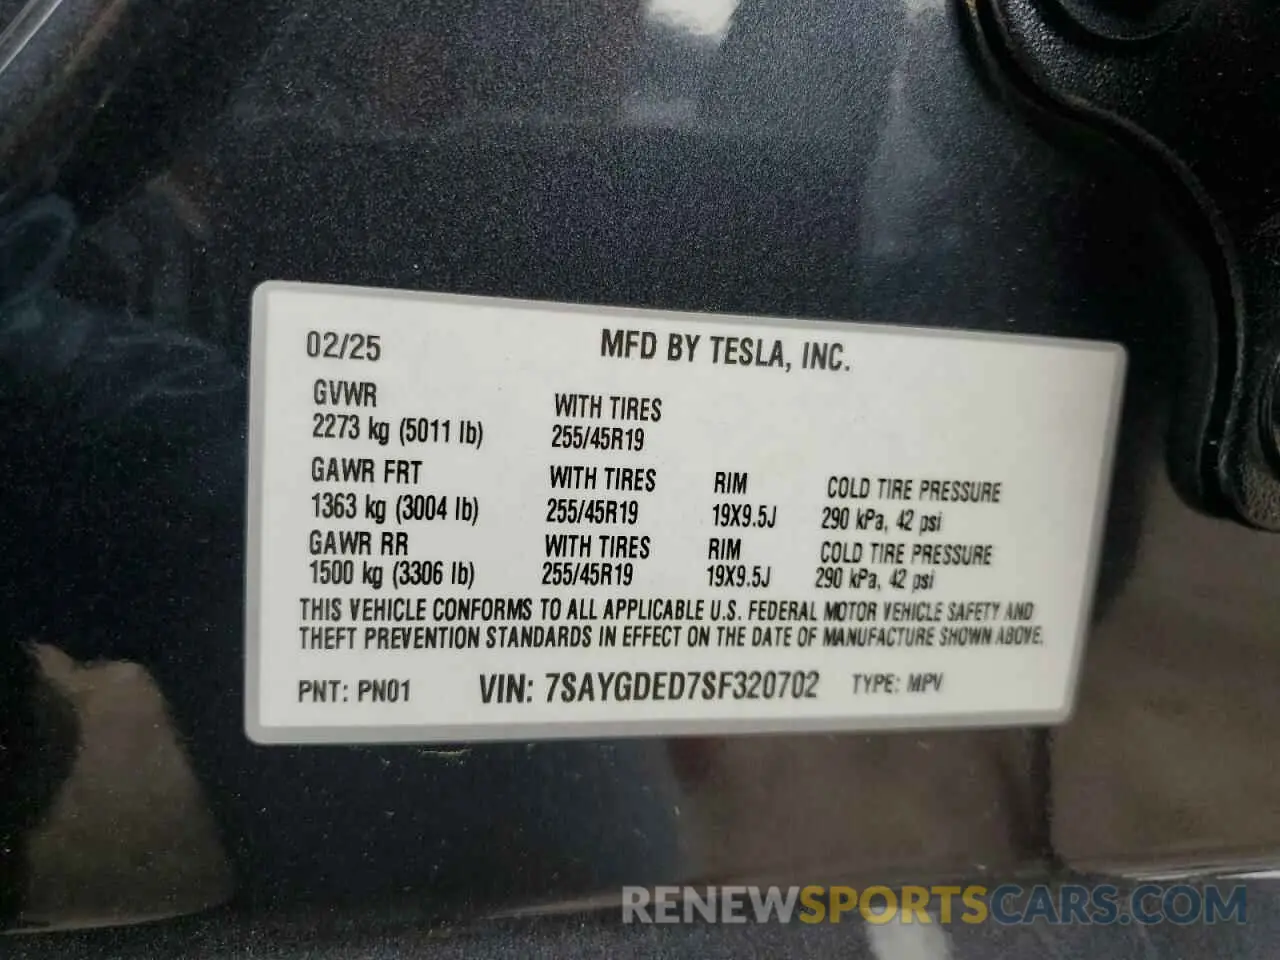 02/25 MFD BY TESLA, INC.
GVWR WITH TIRES
2273 kg (5011 lb) 255/45R19
GAWR FRT WITH TIRES RIM COLD TIRE PRESSURE
1363 kg (3004 lb) 255/45R19 19X9.5J 290 kPa, 42 psi
GAWR RR WITH TIRES RIM COLD TIRE PRESSURE
1500 kg (3306 lb) 255/45R19 19X9.5J 290 kPa, 42 psi
THIS VEHICLE CONFORMS TO ALL APPLICABLE U.S. FEDERAL MOTOR VEHICLE SAFETY AND
THEFT PREVENTION STANDARDS IN EFFECT ON THE DATE OF MANUFACTURE SHOWN ABOVE.
PNT: PN01 VIN: 7SAYGDED7SF320702 TYPE: MPV
RENEWSPORTSCARS.COM